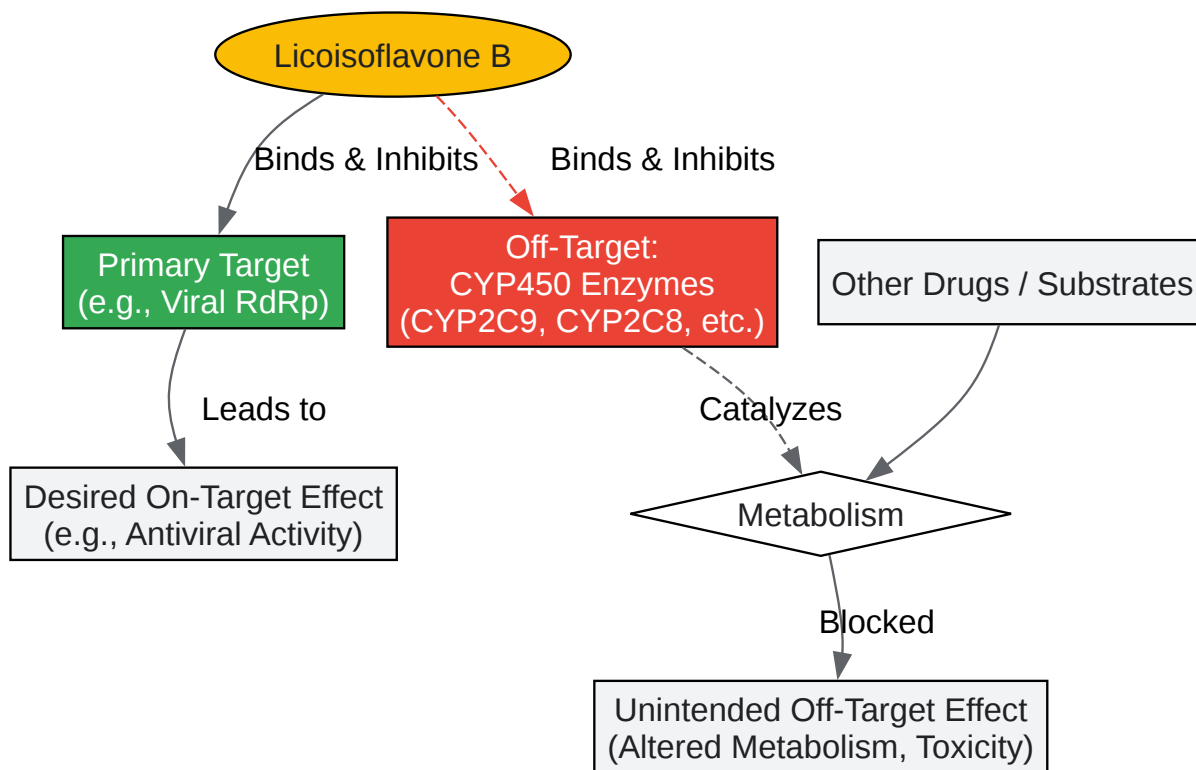 Licoisoflavone B
Binds & Inhibits
Binds & Inhibits
Primary Target
(e.g., Viral RdRp)
Off-Target:
CYP450 Enzymes
(CYP2C9, CYP2C8, etc.)
Other Drugs / Substrates
Leads to
Catalyzes
Desired On-Target Effect
(e.g., Antiviral Activity)
Metabolism
Blocked
Unintended Off-Target Effect
(Altered Metabolism, Toxicity)